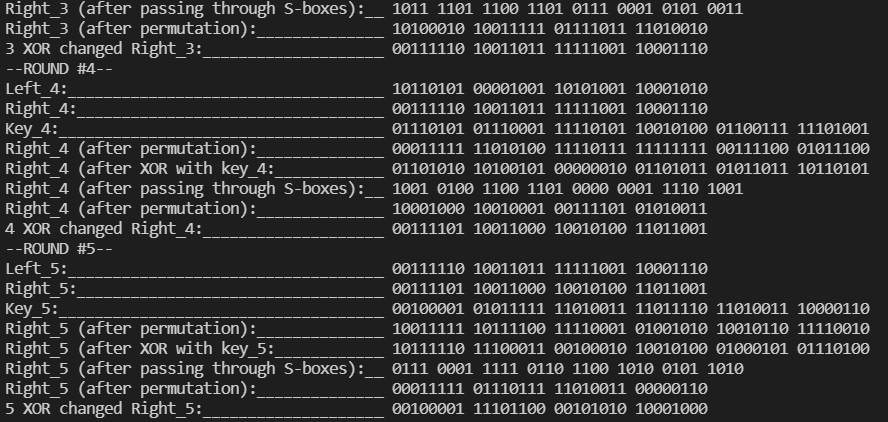 Right_3 (after passing through S-boxes):__ 1011 1101 1100 1101 0111 0001 0101 0011
Right_3 (after permutation):______________ 10100010 10011111 01111011 11010010
3 XOR changed Right_3:____________________ 00111110 10011011 11111001 10001110
--ROUND #4--
Left_4:___________________________________ 10110101 00001001 10101001 10001010
Right_4:__________________________________ 00111110 10011011 11111001 10001110
Key_4:____________________________________ 01110101 01110001 11110101 10010100 01100111 11101001
Right_4 (after permutation):______________ 00011111 11010100 11110111 11111111 00111100 01011100
Right_4 (after XOR with key_4:____________ 01101010 10100101 00000010 01101011 01011011 10110101
Right_4 (after passing through S-boxes):__ 1001 0100 1100 1101 0000 0001 1110 1001
Right_4 (after permutation):______________ 10001000 10010001 00111101 01010011
4 XOR changed Right_4:____________________ 00111101 10011000 10010100 11011001
--ROUND #5--
Left_5:___________________________________ 00111110 10011011 11111001 10001110
Right_5:__________________________________ 00111101 10011000 10010100 11011001
Key_5:____________________________________ 00100001 01011111 11010011 11011110 11010011 10000110
Right_5 (after permutation):______________ 10011111 10111100 11110001 01001010 10010110 11110010
Right_5 (after XOR with key_5:____________ 10111110 11100011 00100010 10010100 01000101 01110100
Right_5 (after passing through S-boxes):__ 0111 0001 1111 0110 1100 1010 0101 1010
Right_5 (after permutation):______________ 00011111 01110111 11010011 00000110
5 XOR changed Right_5:____________________ 00100001 11101100 00101010 10001000